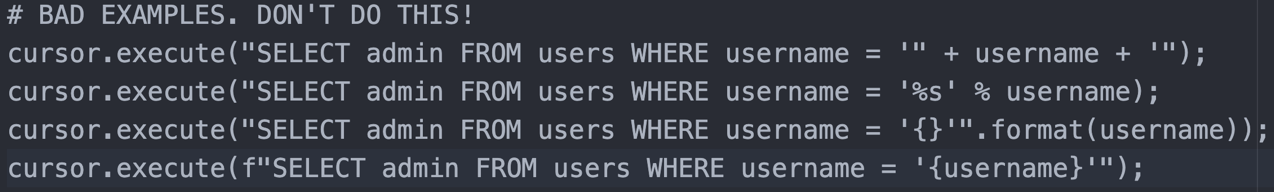 # BAD EXAMPLES. DON'T DO THIS!
cursor.execute("SELECT admin FROM users WHERE username = '" + username + '");
cursor.execute("SELECT admin FROM users WHERE username = '%s' % username);
cursor.execute("SELECT admin FROM users WHERE username = '{}'".format(username));
cursor.execute(f"SELECT admin FROM users WHERE username = '{username}'");